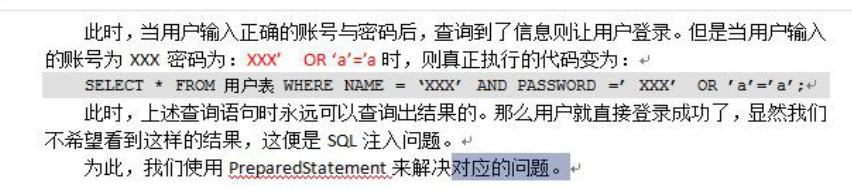 此时，当用户输入正确的账号与密码后，查询到了信息则让用户登录。但是当用户输入
的账号为 XXX 密码为：XXX’ OR ‘a’=’a 时，则真正执行的代码变为：
SELECT * FROM 用户表 WHERE NAME = ‘XXX’ AND PASSWORD =’ XXX’ OR ’a’=’a’;
此时，上述查询语句时永远可以查询出结果的。那么用户就直接登录成功了，显然我们
不希望看到这样的结果，这便是 SQL 注入问题。
为此，我们使用 PreparedStatement 来解决对应的问题。